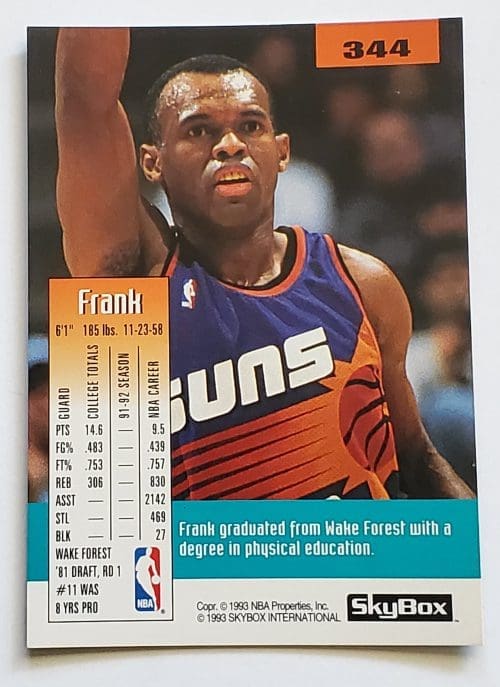 344
SUNS
Frank
6'1" 185 lbs. 11-23-58
GUARD COLLEGE TOTALS 91-92 SEASON NBA CAREER
PTS 14.6 — 9.5
FG% .483 — .439
FT% .753 — .757
REB 306 — 830
ASST — — 2142
STL — — 469
BLK — — 27
WAKE FOREST
'81 DRAFT, RD 1
#11 WAS
8 YRS PRO
NBA
Frank graduated from Wake Forest with a
degree in physical education.
Copr. © 1993 NBA Properties, Inc.
© 1993 SKYBOX INTERNATIONAL
SkyBox